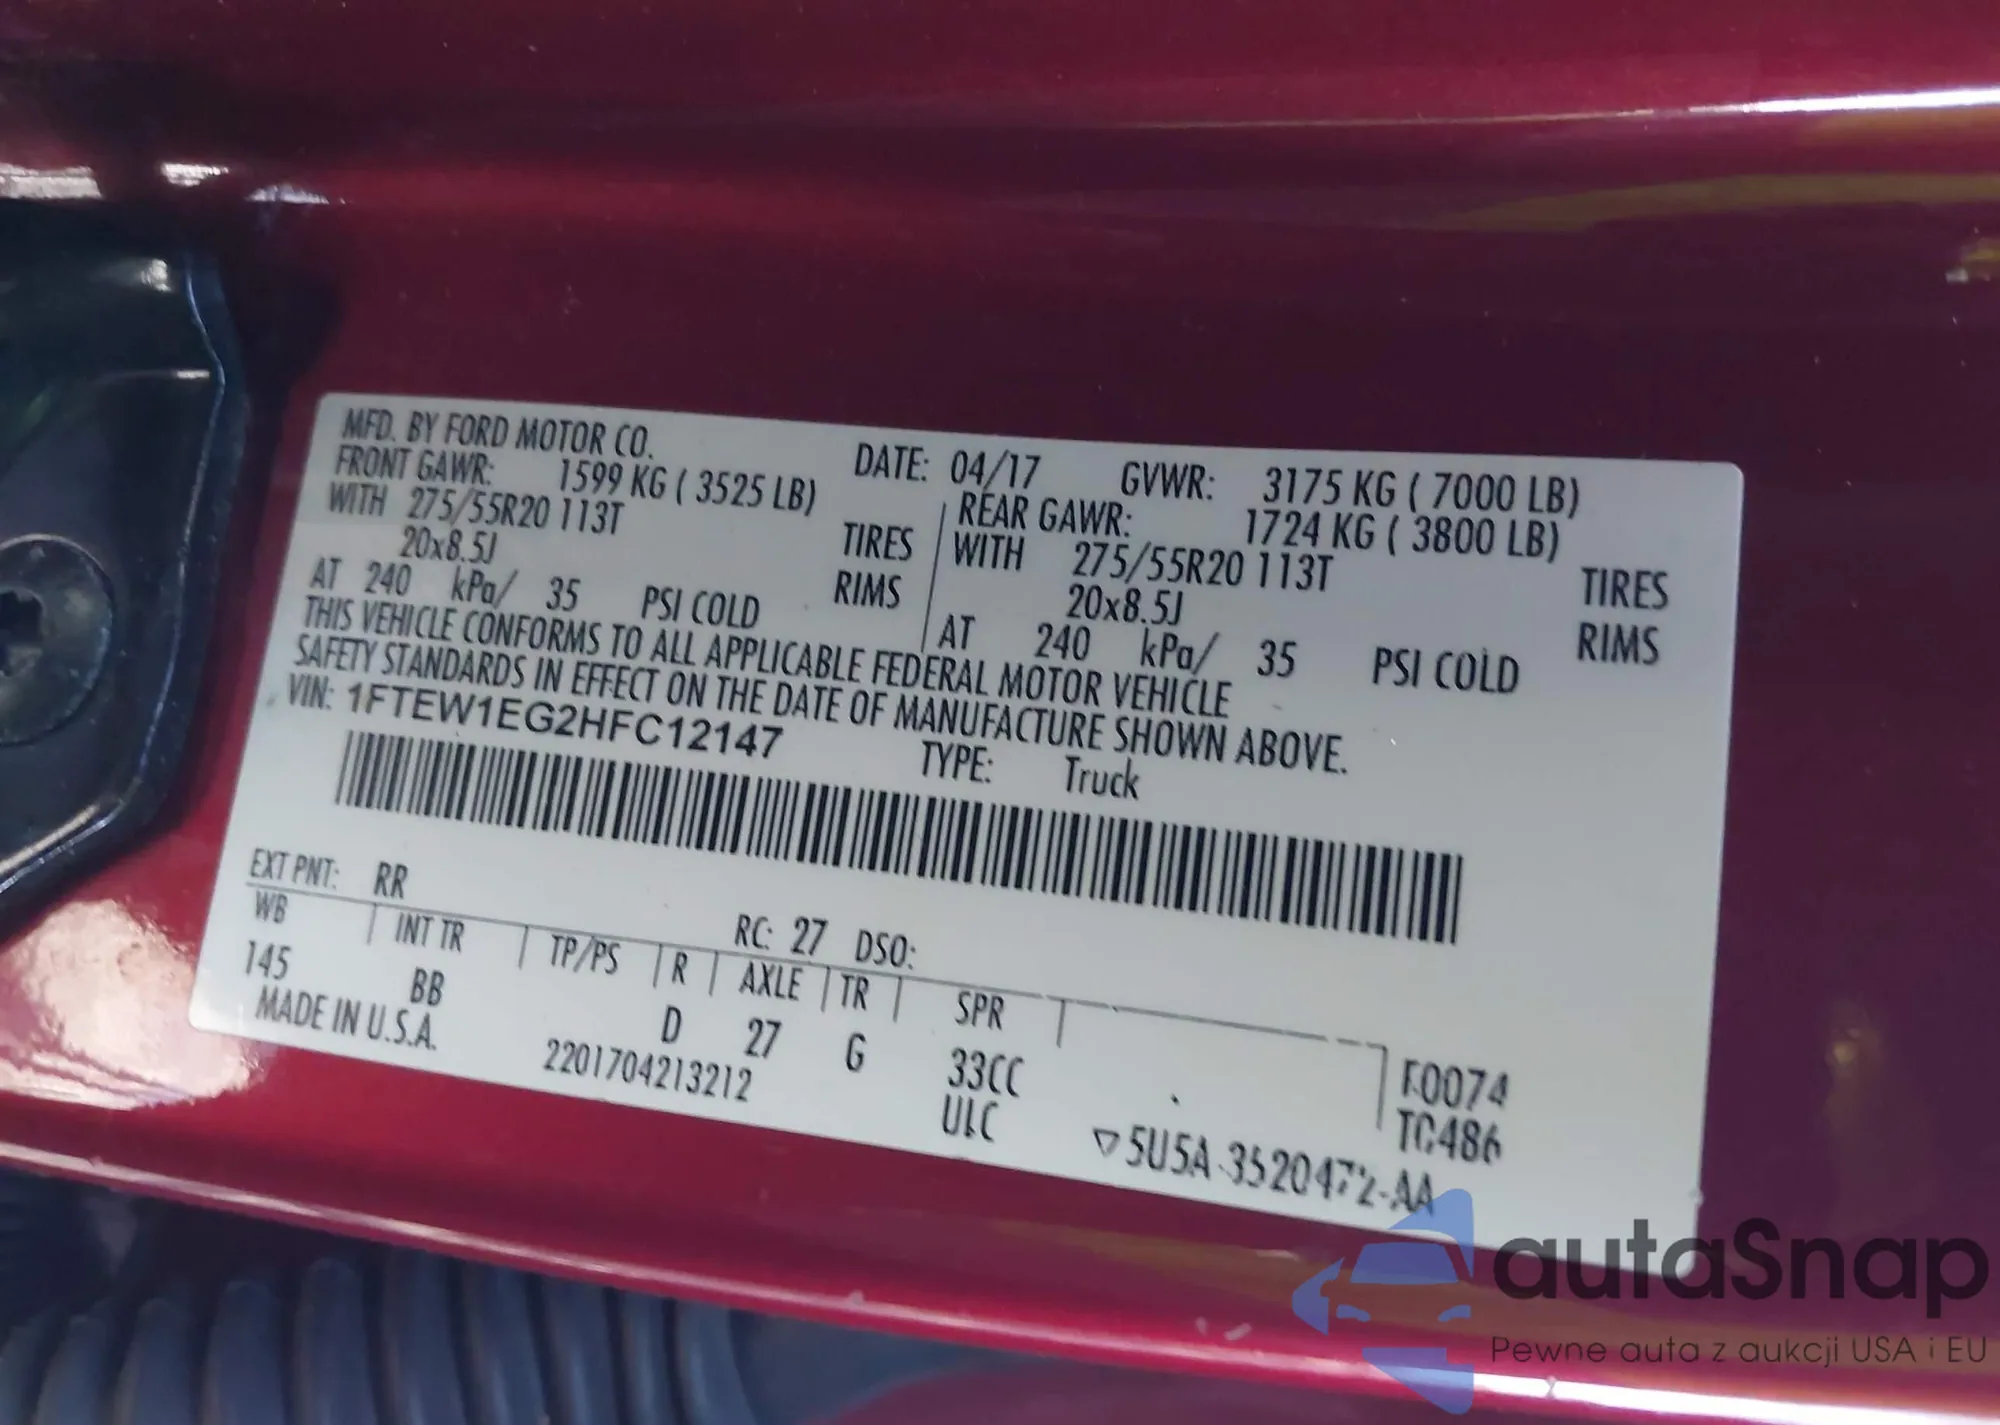 MFD. BY FORD MOTOR CO.
DATE: 04/17 GVWR: 3175 KG ( 7000 LB)
FRONT GAWR: 1599 KG ( 3525 LB)
WITH 275/55R20 113T TIRES
20x8.5J RIMS
AT 240 kPa/ 35 PSI COLD
REAR GAWR: 1724 KG ( 3800 LB)
WITH 275/55R20 113T TIRES
20x8.5J RIMS
AT 240 kPa/ 35 PSI COLD
THIS VEHICLE CONFORMS TO ALL APPLICABLE FEDERAL MOTOR VEHICLE
SAFETY STANDARDS IN EFFECT ON THE DATE OF MANUFACTURE SHOWN ABOVE.
VIN: 1FTEW1EG2HFC12147
TYPE: Truck
EXT PNT: RR RC: 27 DSO:
WB INT TR TP/PS R AXLE TR SPR
145 BB D 27 G 33CC
MADE IN U.S.A. 2201704213212
5U5A-3520472-AA
autaSnap
Pewne auta z aukcji USA i EU